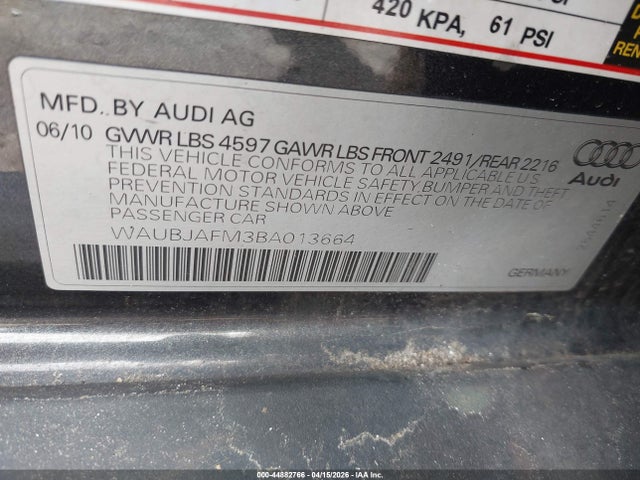 420 KPA, 61 PSI
MFD. BY AUDI AG
06/10 GVWR LBS 4597 GAWR LBS FRONT 2491/REAR 2216
THIS VEHICLE CONFORMS TO ALL APPLICABLE U.S
FEDERAL MOTOR VEHICLE SAFETY, BUMPER AND THEFT
PREVENTION STANDARDS IN EFFECT ON THE DATE OF
MANUFACTURE SHOWN ABOVE
PASSENGER CAR
Audi
WAUBJAFM3BA013664
GERMANY
000-44882766 - 04/15/2026 - IAA Inc.